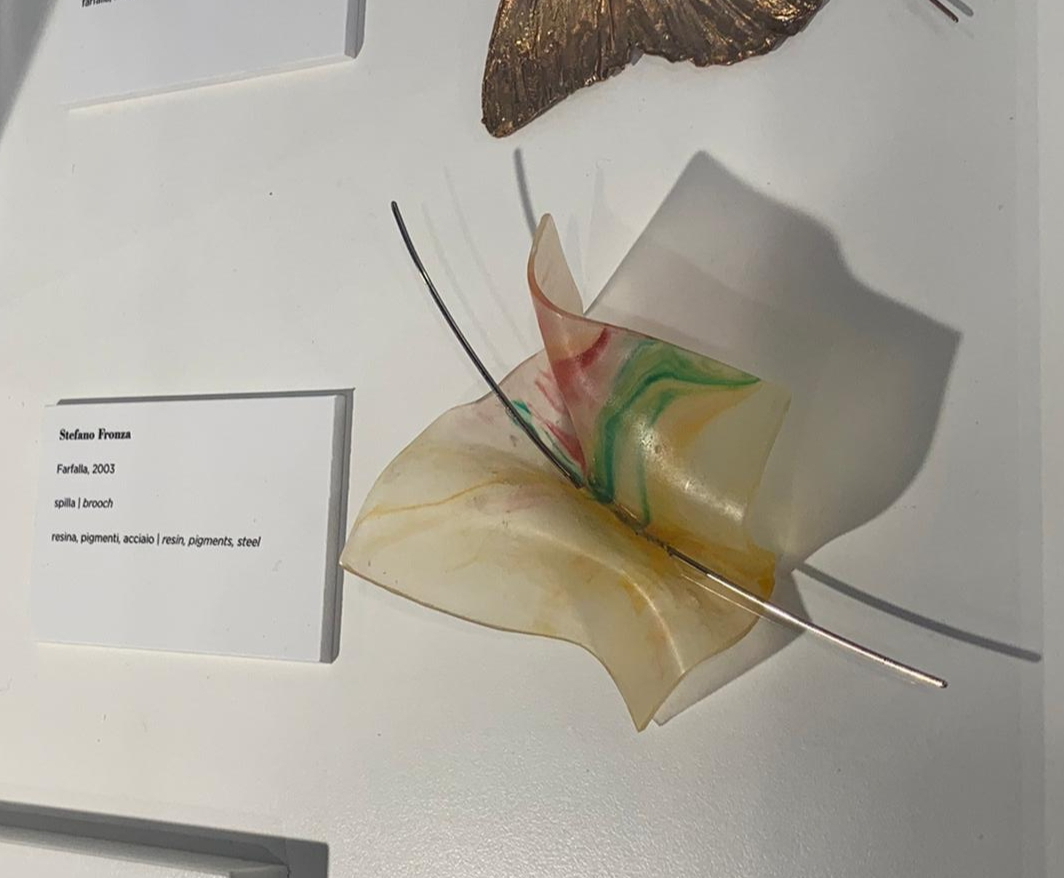 Stefano Fronza
Farfalla, 2003
spilla | brooch
resina, pigmenti, acciaio | resin, pigments, steel